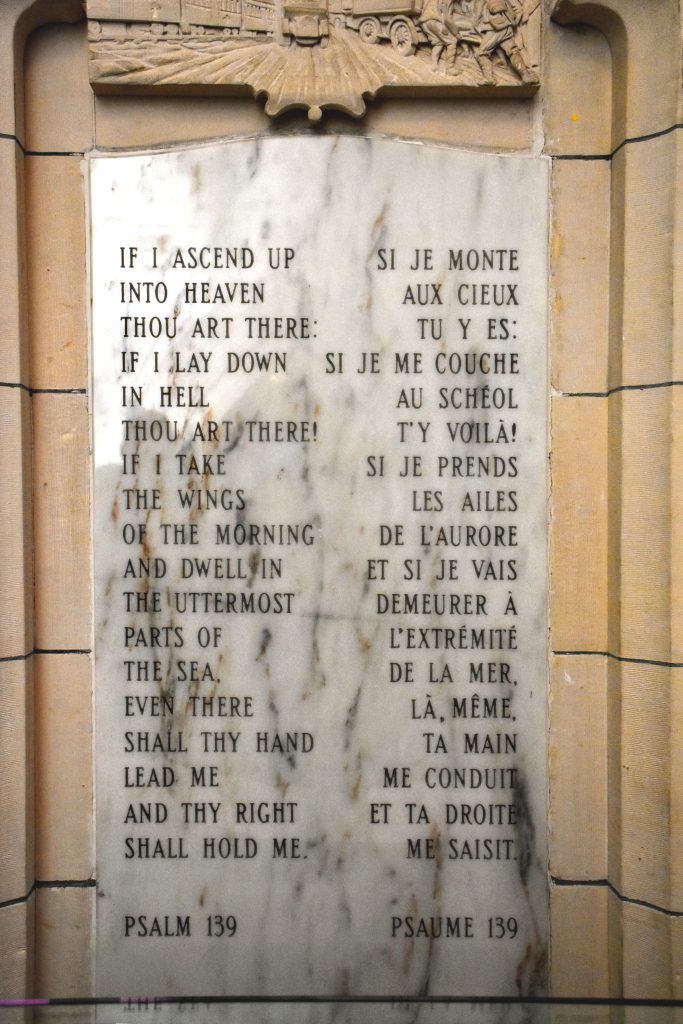 IF I ASCEND UP
INTO HEAVEN
THOU ART THERE:
IF I LAY DOWN
IN HELL
THOU ART THERE!
IF I TAKE
THE WINGS
OF THE MORNING
AND DWELL IN
THE UTTERMOST
PARTS OF
THE SEA,
EVEN THERE
SHALL THY HAND
LEAD ME
AND THY RIGHT
SHALL HOLD ME.
PSALM 139
SI JE MONTE
AUX CIEUX
TU Y ES:
SI JE ME COUCHE
AU SCHÉOL
T'Y VOILÀ!
SI JE PRENDS
LES AILES
DE L'AURORE
ET SI JE VAIS
DEMEURER À
L'EXTRÉMITÉ
DE LA MER,
LÀ, MÊME,
TA MAIN
ME CONDUIT
ET TA DROITE
ME SAISIT.
PSAUME 139